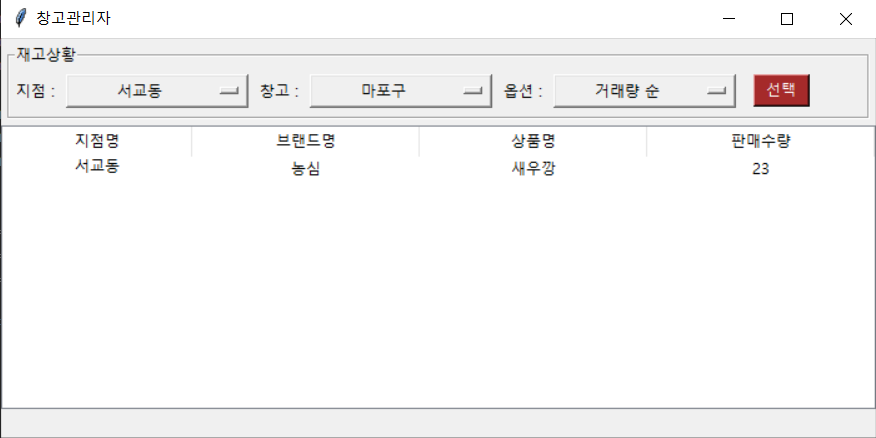 창고관리자
재고상황
지점 : 서교동 창고 : 마포구 옵션 : 거래량 순 선택
지점명 브랜드명 상품명 판매수량
서교동 농심 새우깡 23